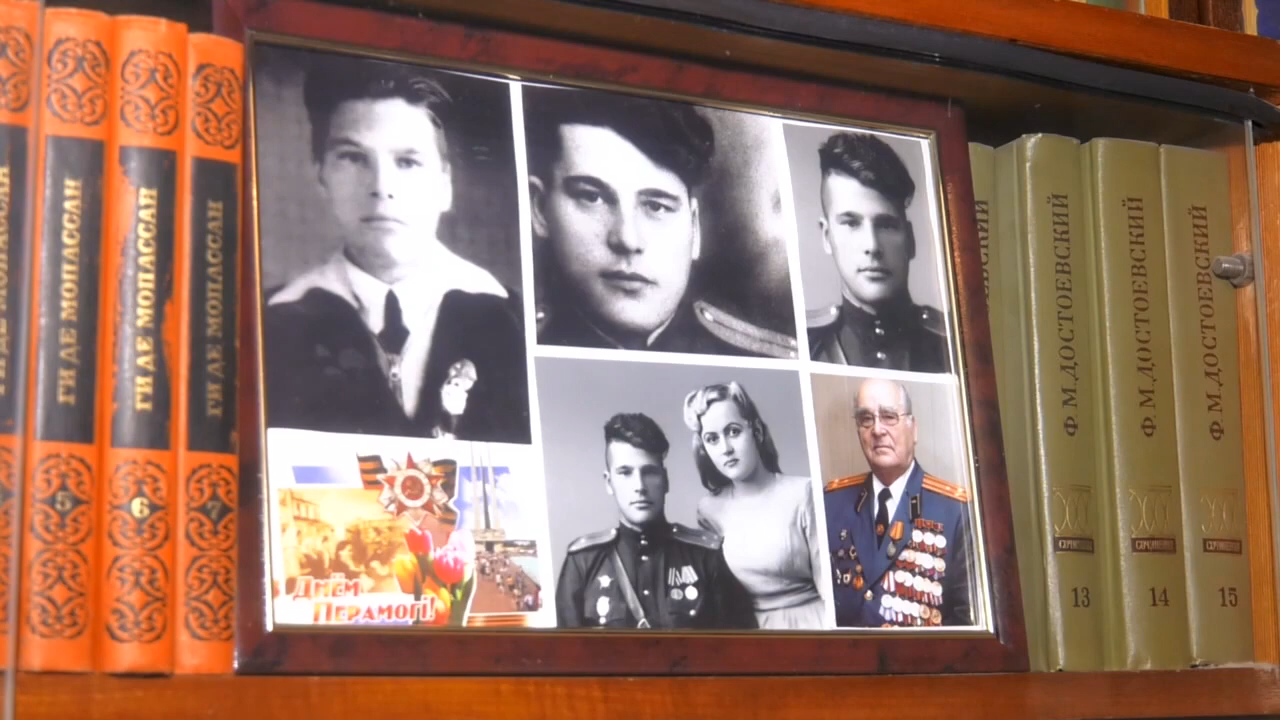 ГИ ДЕ МОПАССАН
5
ГИ ДЕ МОПАССАН
6
ГИ ДЕ МОПАССАН
7
Днём
Перамогі!
Ф. М. ДОСТОЕВСКИЙ
13
Ф. М. ДОСТОЕВСКИЙ
14
Ф. М. ДОСТОЕВСКИЙ
15